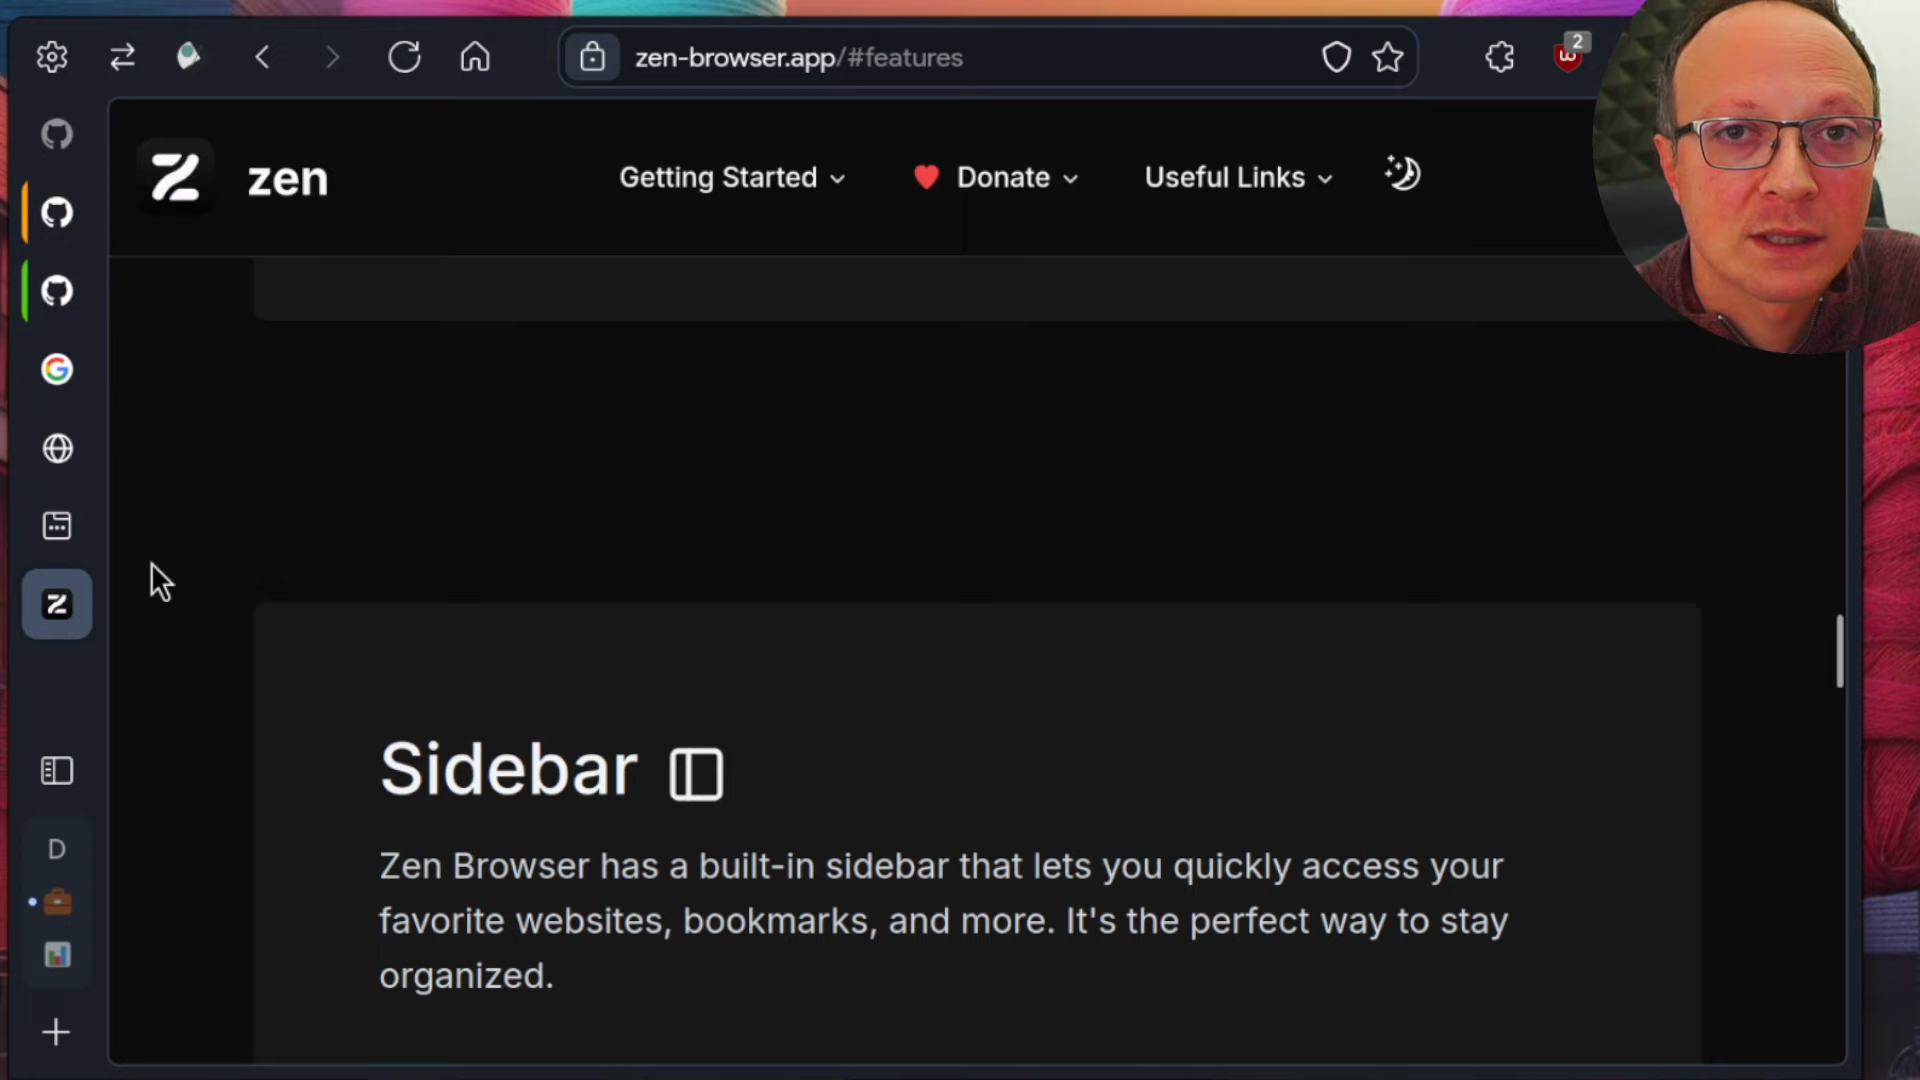 zen-browser.app/#features
2
zen
Getting Started
Donate
Useful Links
Sidebar
Zen Browser has a built-in sidebar that lets you quickly access your
favorite websites, bookmarks, and more. It's the perfect way to stay
organized.
D